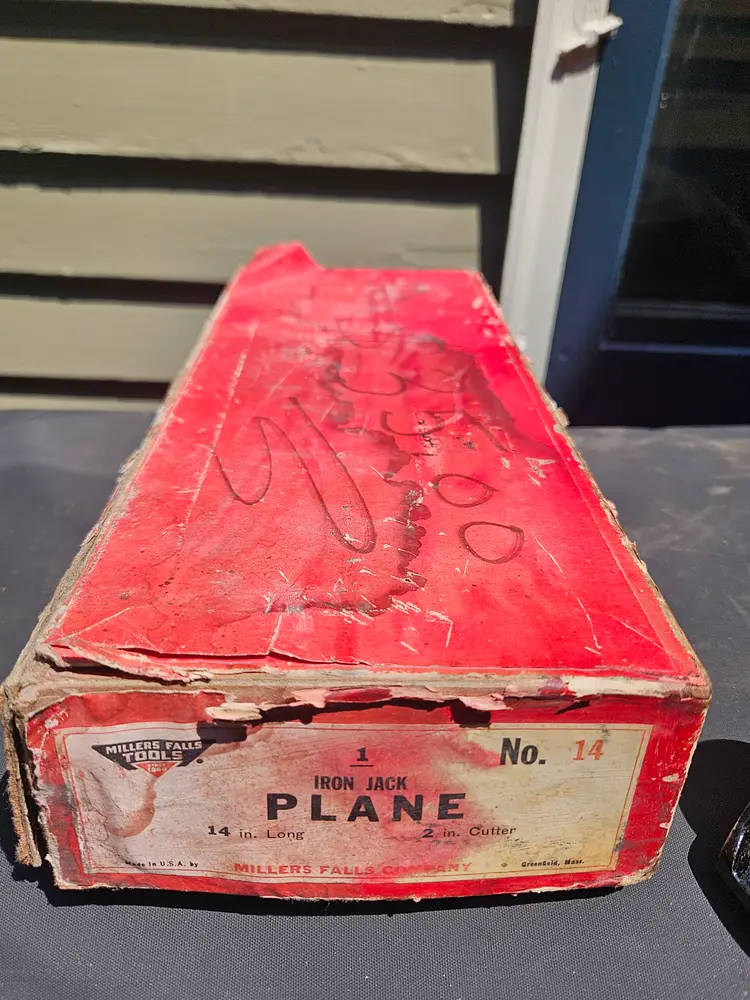 MILLERS FALLS
TOOLS
1
IRON JACK
PLANE
No. 14
14 in. Long
2 in. Cutter
Made in U.S.A. by
MILLERS FALLS COMPANY
Greenfield, Mass.